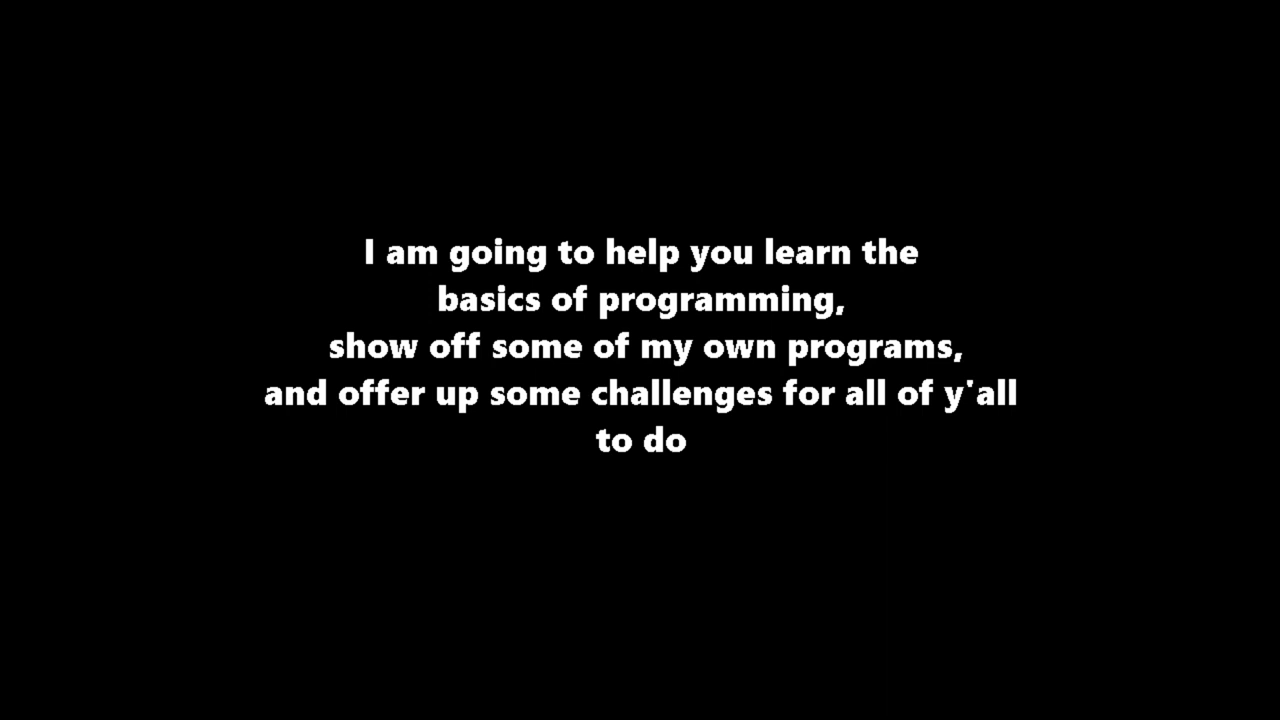 I am going to help you learn the
basics of programming,
show off some of my own programs,
and offer up some challenges for all of y'all
to do